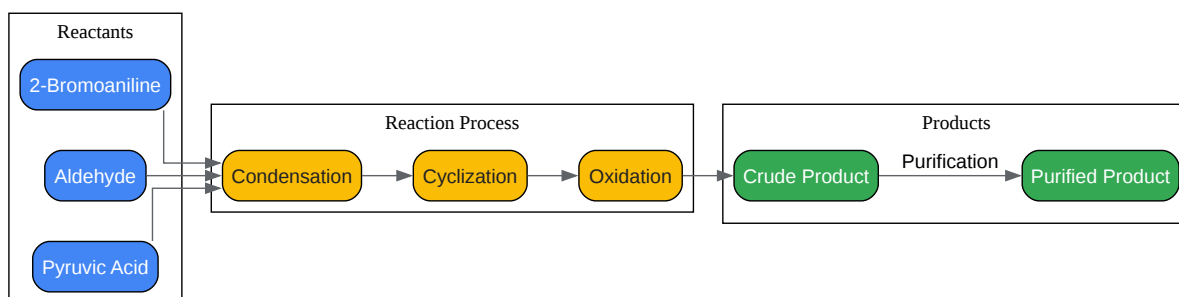 Reactants
2-Bromoaniline
Aldehyde
Pyruvic Acid
Reaction Process
Condensation
Cyclization
Oxidation
Products
Crude Product
Purification
Purified Product